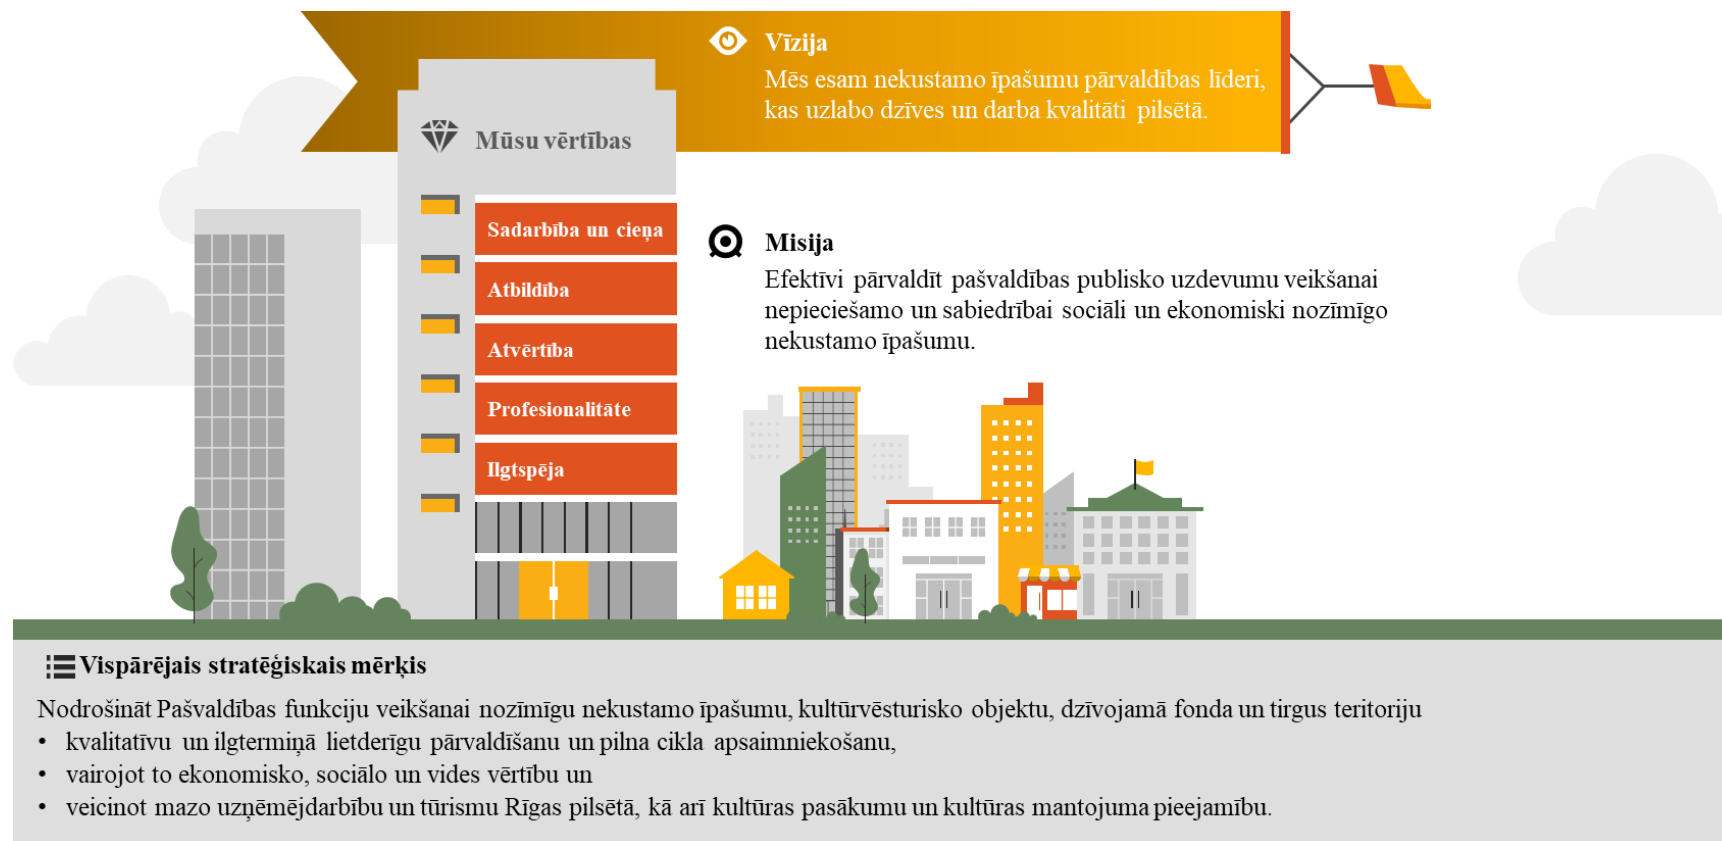 Vīzija
Mēs esam nekustamo īpašumu pārvaldības līderi,
kas uzlabo dzīves un darba kvalitāti pilsētā.
Mūsu vērtības
Sadarbība un cieņa
Atbildība
Atvērtība
Profesionalitāte
Ilgtspēja
Misija
Efektīvi pārvaldīt pašvaldības publisko uzdevumu veikšanai
nepieciešamo un sabiedrībai sociāli un ekonomiski nozīmīgo
nekustamo īpašumu.
Vispārējais stratēģiskais mērķis
Nodrošināt Pašvaldības funkciju veikšanai nozīmīgu nekustamo īpašumu, kultūrvēsturisko objektu, dzīvojamā fonda un tirgus teritoriju
• kvalitatīvu un ilgtermiņā lietderīgu pārvaldīšanu un pilna cikla apsaimniekošanu,
• vairojot to ekonomisko, sociālo un vides vērtību un
• veicinot mazo uzņēmējdarbību un tūrismu Rīgas pilsētā, kā arī kultūras pasākumu un kultūras mantojuma pieejamību.